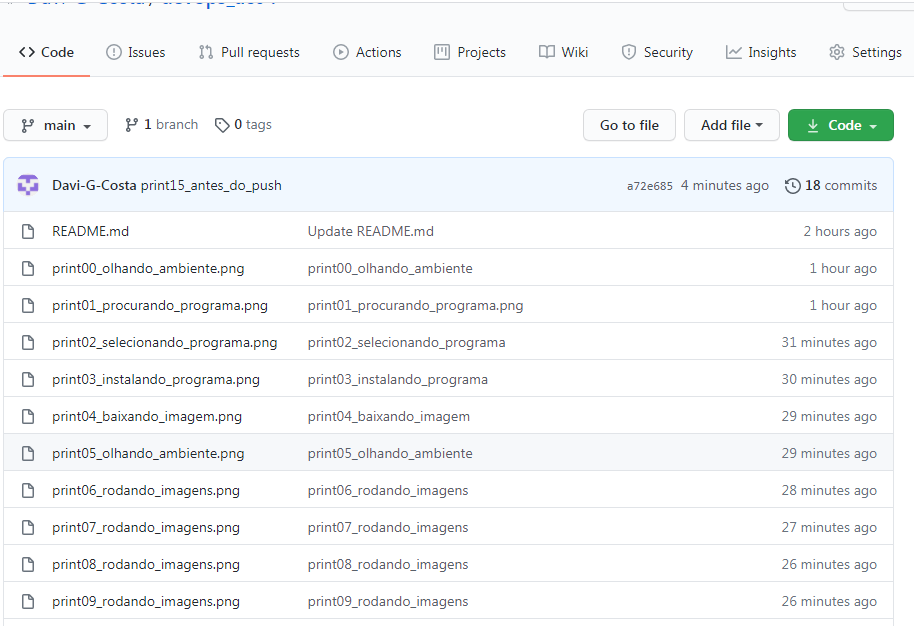 Code Issues Pull requests Actions Projects Wiki Security Insights Settings
main 1 branch 0 tags Go to file Add file Code
Davi-G-Costa print15_antes_do_push a72e685 4 minutes ago 18 commits
README.md Update README.md 2 hours ago
print00_olhando_ambiente.png print00_olhando_ambiente 1 hour ago
print01_procurando_programa.png print01_procurando_programa.png 1 hour ago
print02_selecionando_programa.png print02_selecionando_programa 31 minutes ago
print03_instalando_programa.png print03_instalando_programa 30 minutes ago
print04_baixando_imagem.png print04_baixando_imagem 29 minutes ago
print05_olhando_ambiente.png print05_olhando_ambiente 29 minutes ago
print06_rodando_imagens.png print06_rodando_imagens 28 minutes ago
print07_rodando_imagens.png print07_rodando_imagens 27 minutes ago
print08_rodando_imagens.png print08_rodando_imagens 26 minutes ago
print09_rodando_imagens.png print09_rodando_imagens 26 minutes ago